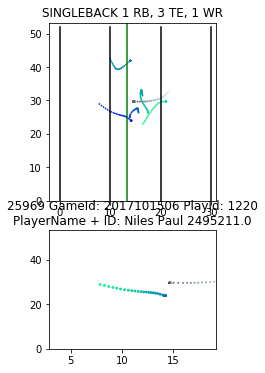 SINGLEBACK 1 RB, 3 TE, 1 WR
50
40
30
20
10
0
0 10 20 30
25969 GameId: 2017101506 PlayId: 1220
PlayerName + ID: Niles Paul 2495211.0
40
20
0
5 10 15